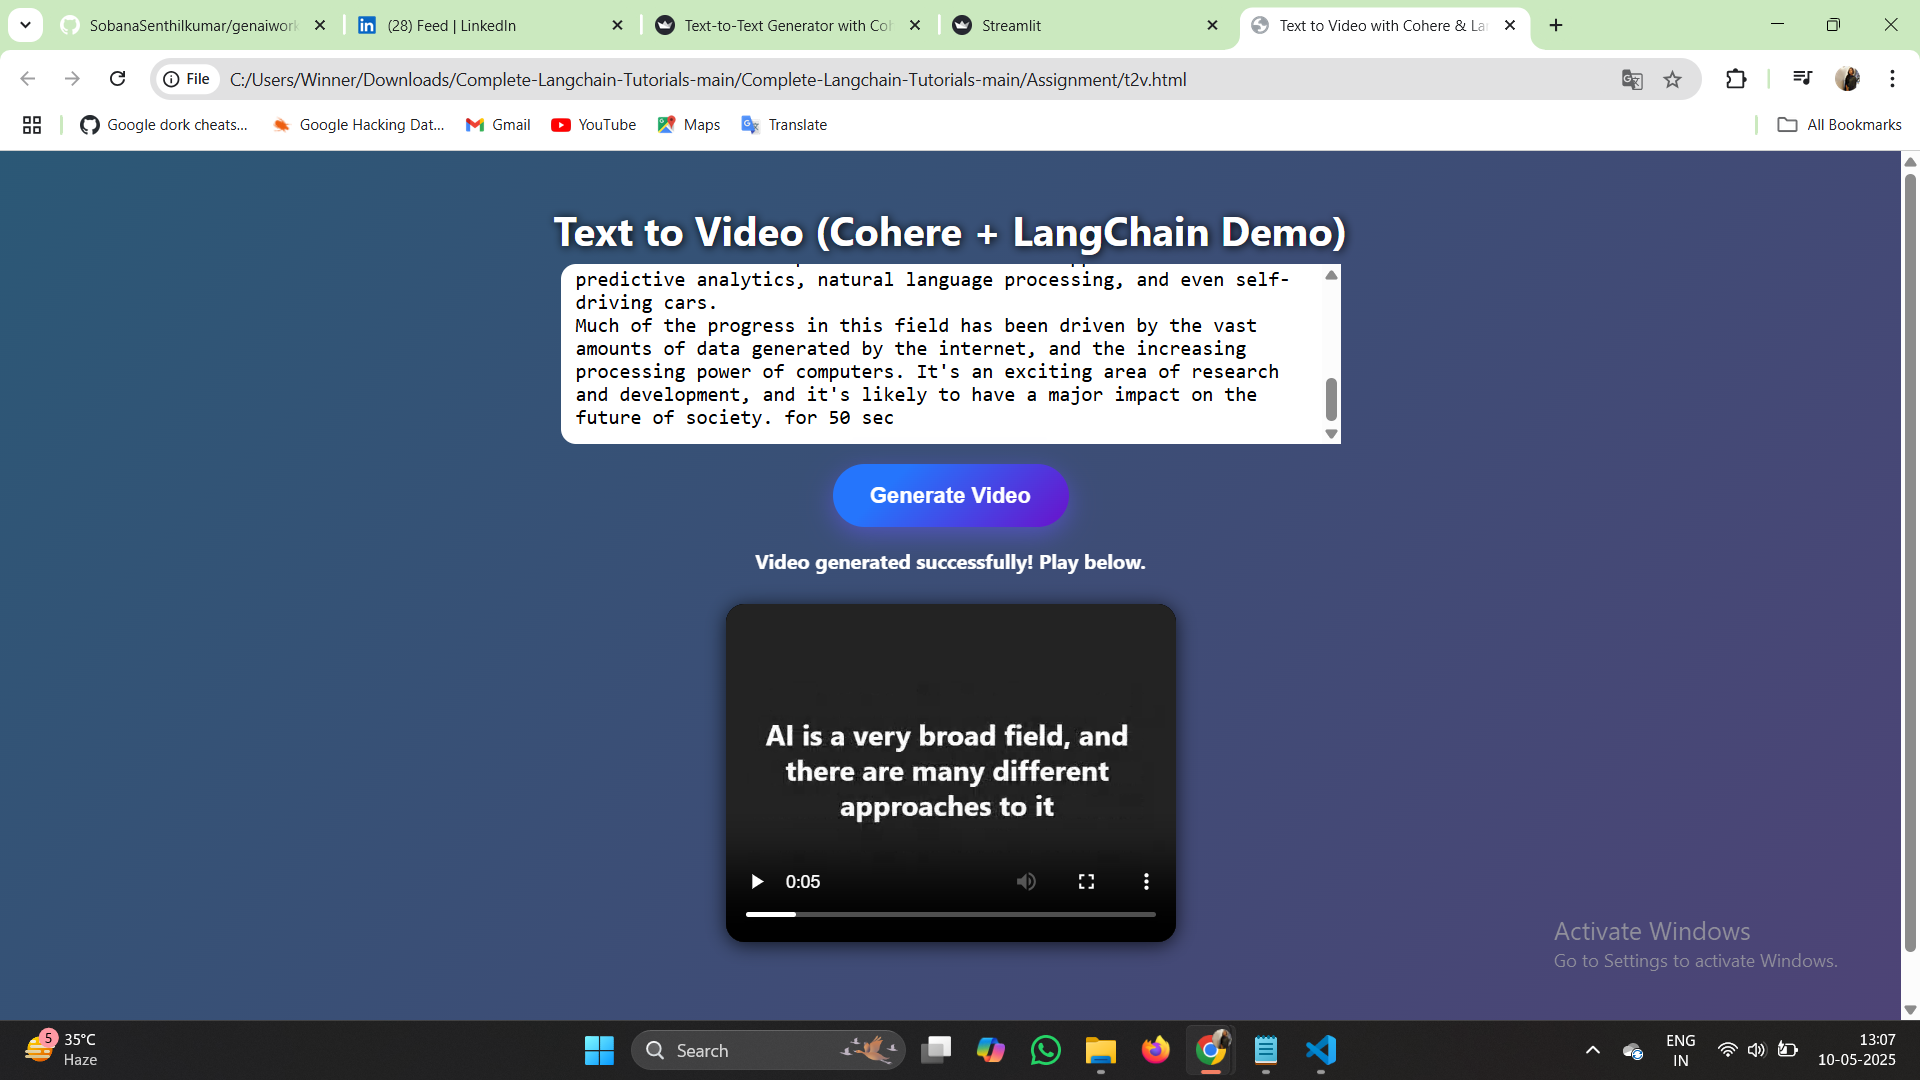 SobanaSenthilkumar/genaiwork
(28) Feed | LinkedIn
Text-to-Text Generator with Coh
Streamlit
Text to Video with Cohere & La
File
C:/Users/Winner/Downloads/Complete-Langchain-Tutorials-main/Complete-Langchain-Tutorials-main/Assignment/t2v.html
Google dork cheats...
Google Hacking Dat...
Gmail
YouTube
Maps
Translate
All Bookmarks
Text to Video (Cohere + LangChain Demo)
predictive analytics, natural language processing, and even self-
driving cars.
Much of the progress in this field has been driven by the vast
amounts of data generated by the internet, and the increasing
processing power of computers. It's an exciting area of research
and development, and it's likely to have a major impact on the
future of society. for 50 sec
Generate Video
Video generated successfully! Play below.
AI is a very broad field, and
there are many different
approaches to it
0:05
Activate Windows
Go to Settings to activate Windows.
5
35°C
Haze
Search
ENG
IN
13:07
10-05-2025